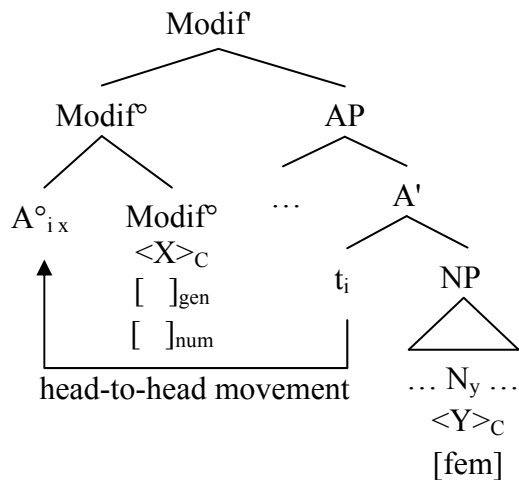 Modif'
Modif° AP
A°i x Modif° … A'
<X>C
[ ]gen ti NP
[ ]num
head-to-head movement … Ny …
<Y>C
[fem]